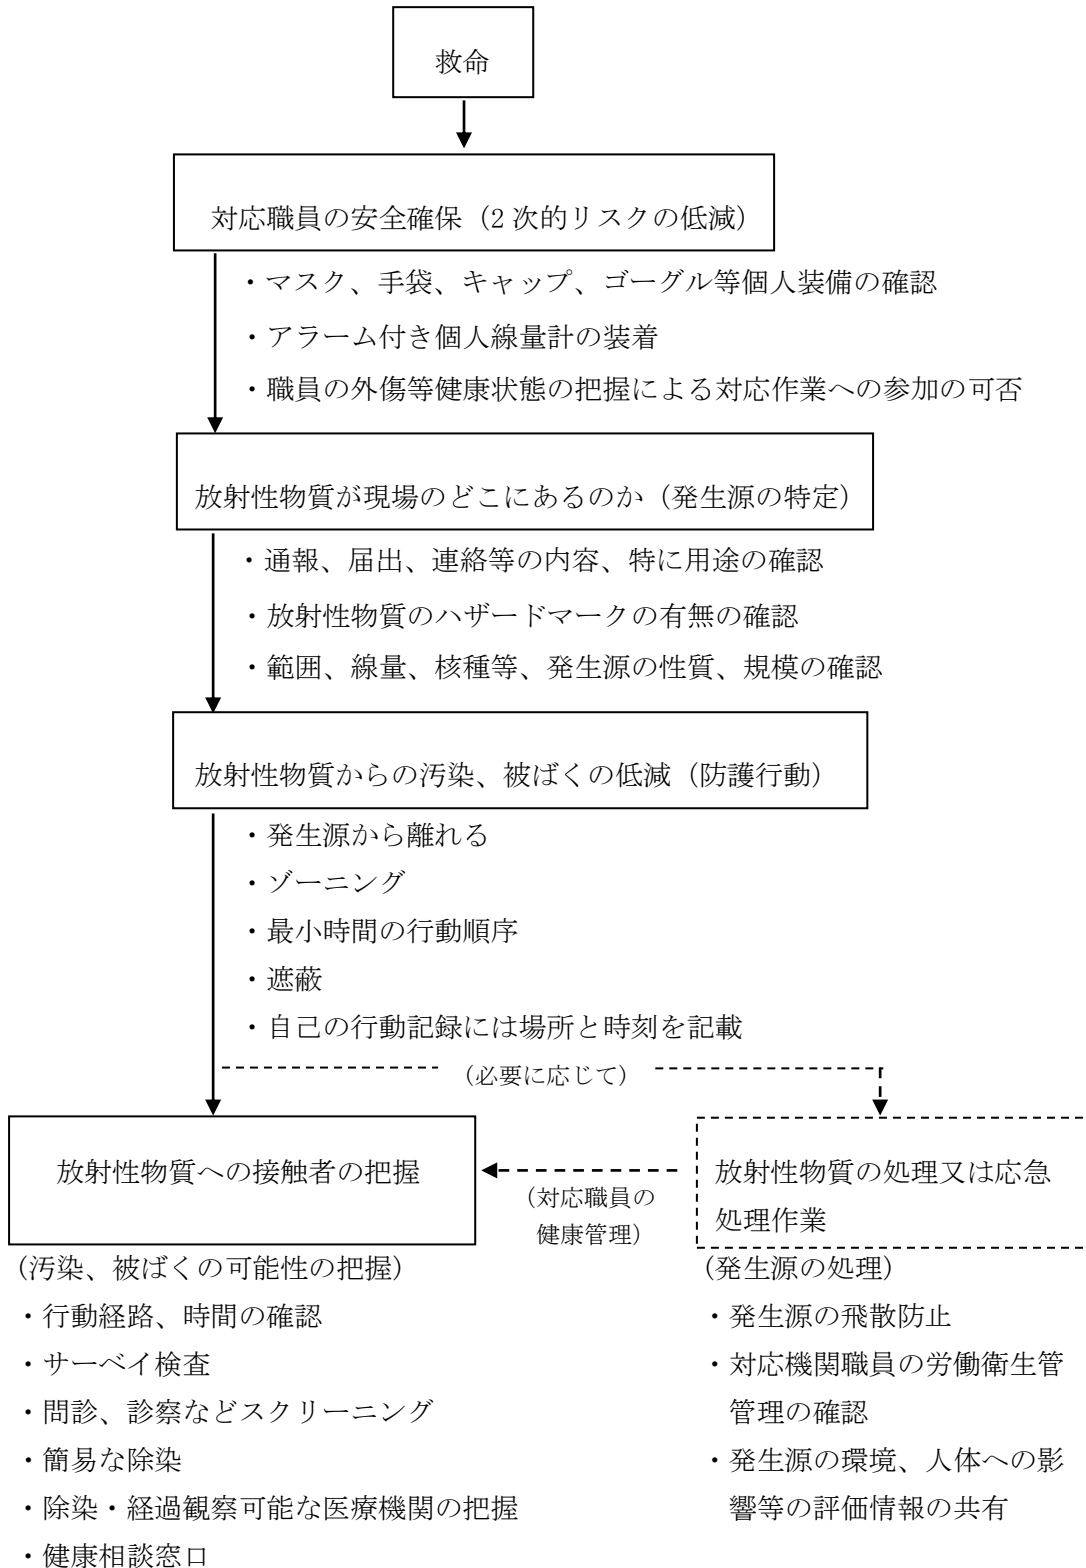 救命
対応職員の安全確保（2 次的リスクの低減）
・マスク、手袋、キャップ、ゴーグル等個人装備の確認
・アラーム付き個人線量計の装着
・職員の外傷等健康状態の把握による対応作業への参加の可否
放射性物質が現場のどこにあるのか（発生源の特定）
・通報、届出、連絡等の内容、特に用途の確認
・放射性物質のハザードマークの有無の確認
・範囲、線量、核種等、発生源の性質、規模の確認
放射性物質からの汚染、被ばくの低減（防護行動）
・発生源から離れる
・ゾーニング
・最小時間の行動順序
・遮蔽
・自己の行動記録には場所と時刻を記載
（必要に応じて）
放射性物質への接触者の把握
（対応職員の
健康管理）
放射性物質の処理又は応急
処理作業
（汚染、被ばくの可能性の把握）
・行動経路、時間の確認
・サーベイ検査
・問診、診察などスクリーニング
・簡易な除染
・除染・経過観察可能な医療機関の把握
・健康相談窓口
（発生源の処理）
・発生源の飛散防止
・対応機関職員の労働衛生管
管理の確認
・発生源の環境、人体への影
響等の評価情報の共有